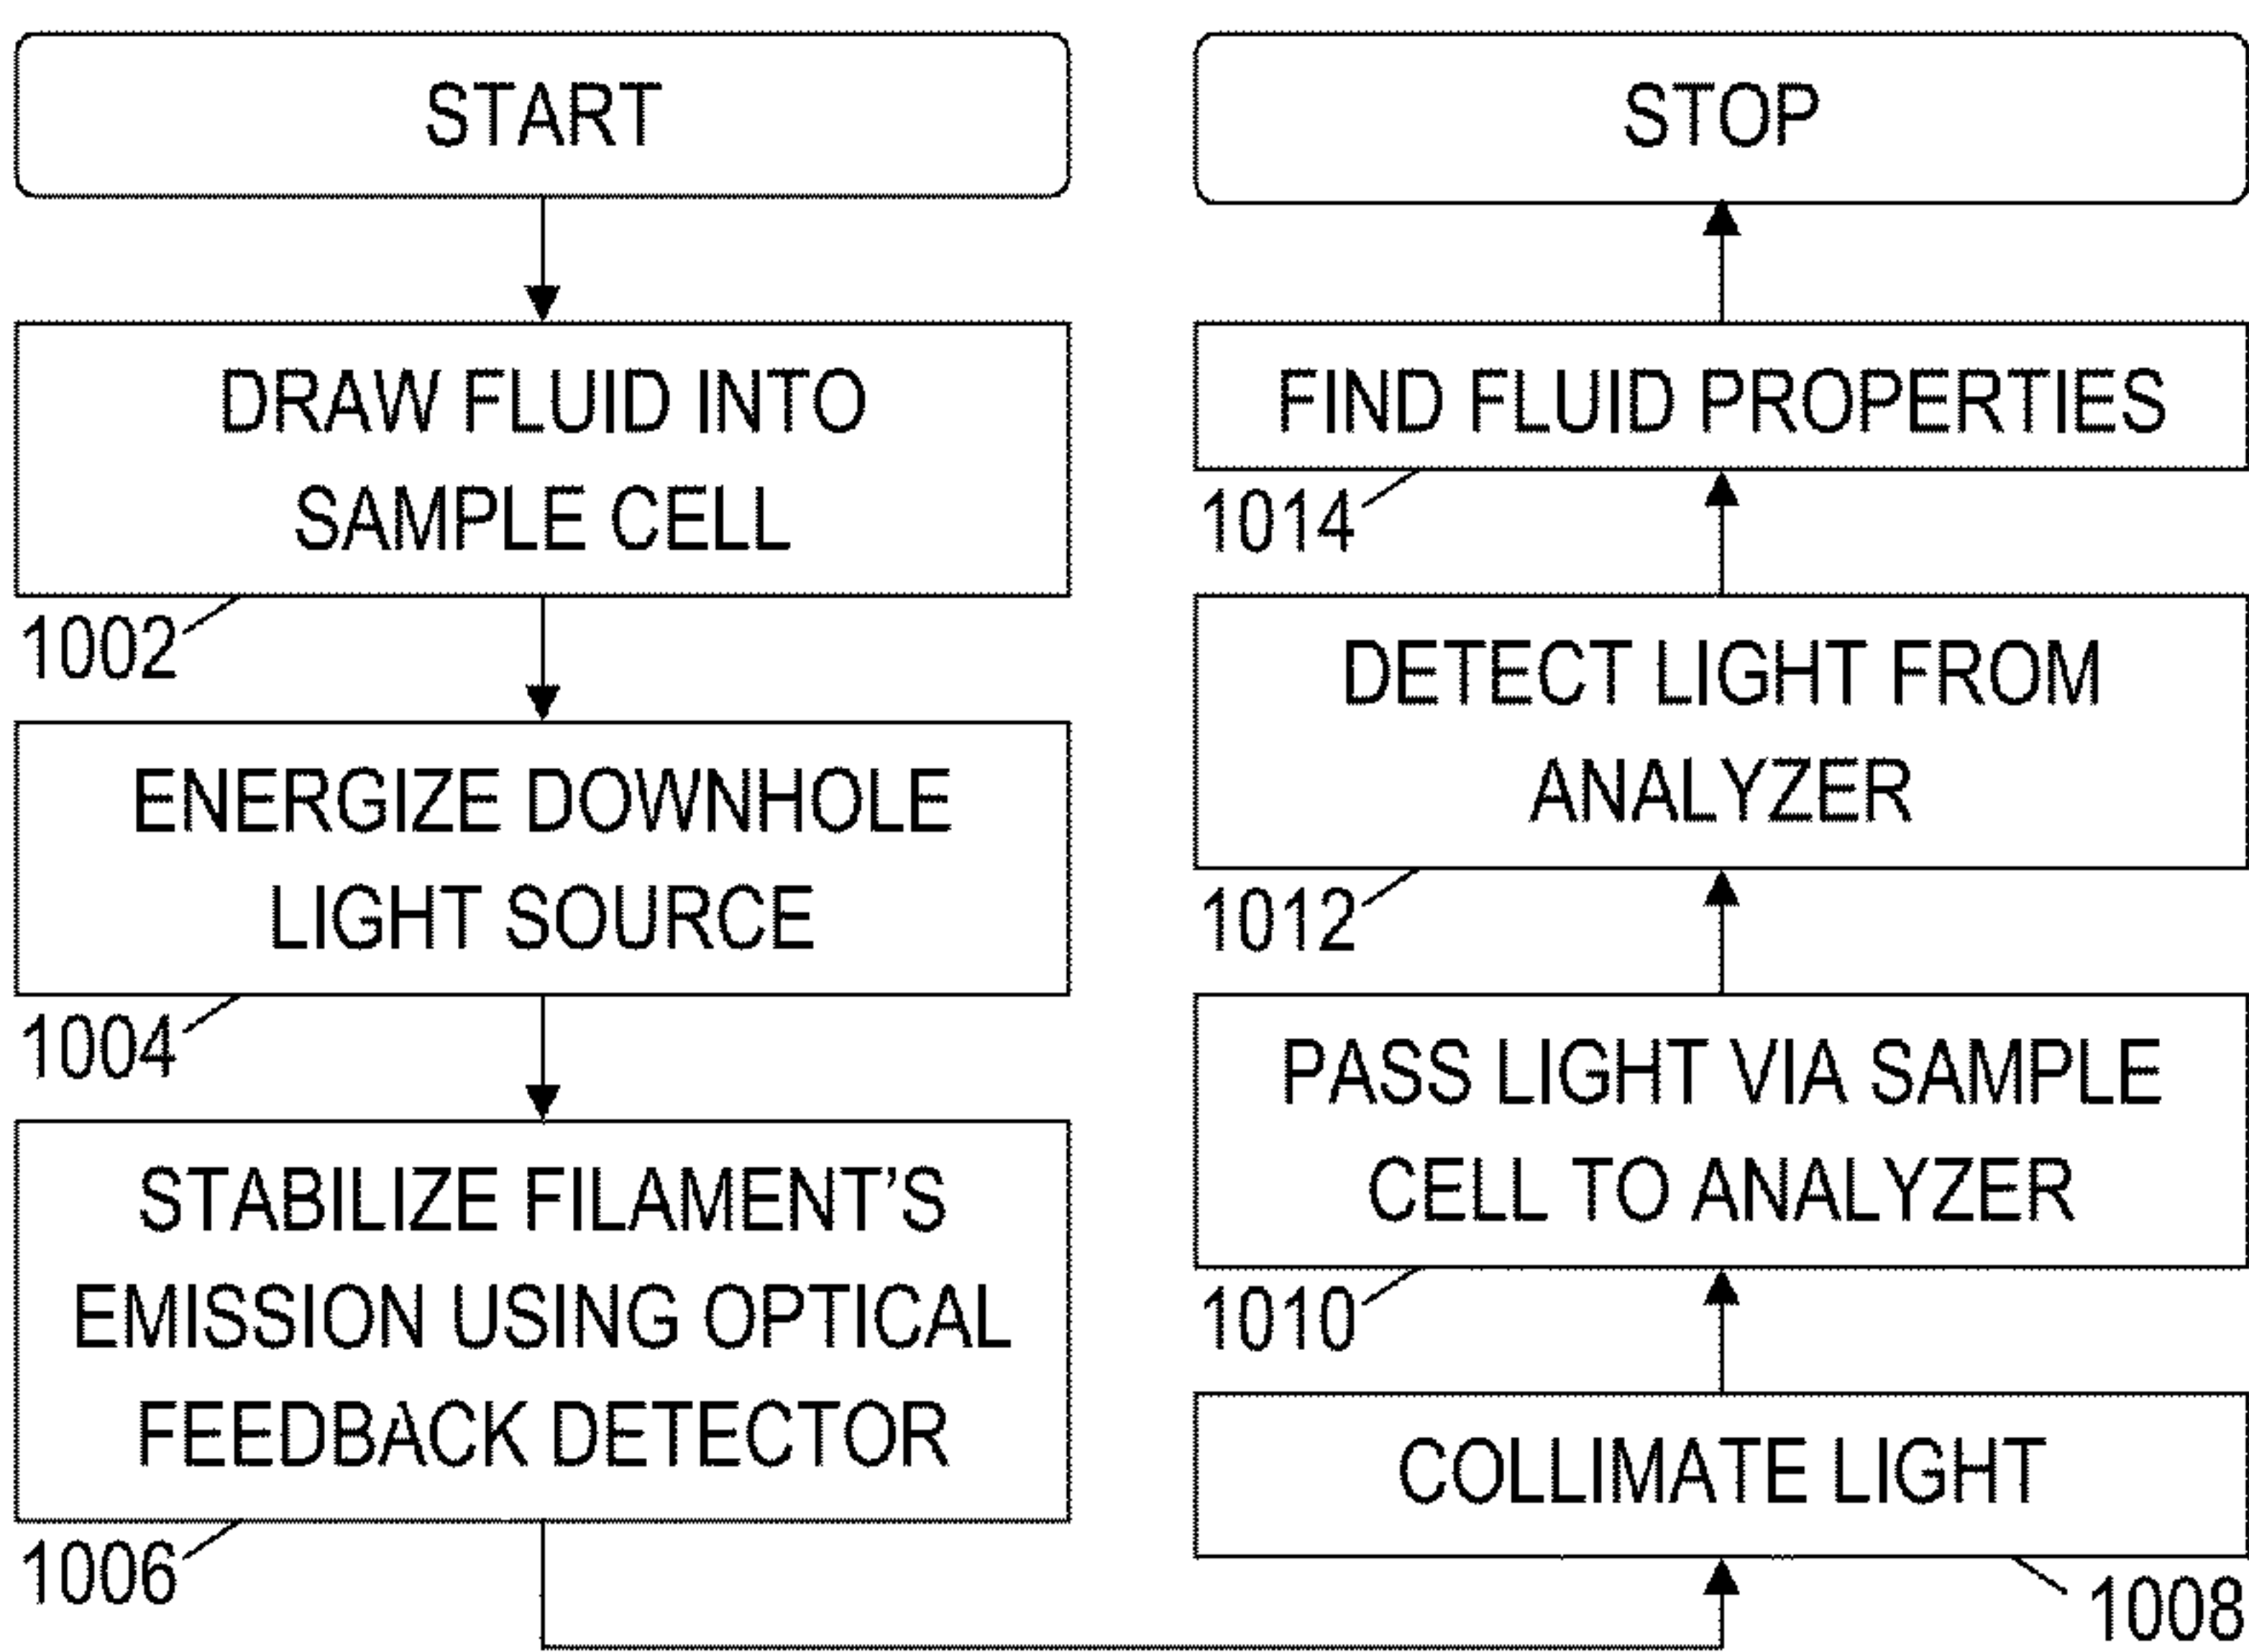 START
DRAW FLUID INTO
SAMPLE CELL
1002
ENERGIZE DOWNHOLE
LIGHT SOURCE
1004
STABILIZE FILAMENT’S
EMISSION USING OPTICAL
FEEDBACK DETECTOR
1006
COLLIMATE LIGHT
1008
PASS LIGHT VIA SAMPLE
CELL TO ANALYZER
1010
DETECT LIGHT FROM
ANALYZER
1012
FIND FLUID PROPERTIES
1014
STOP